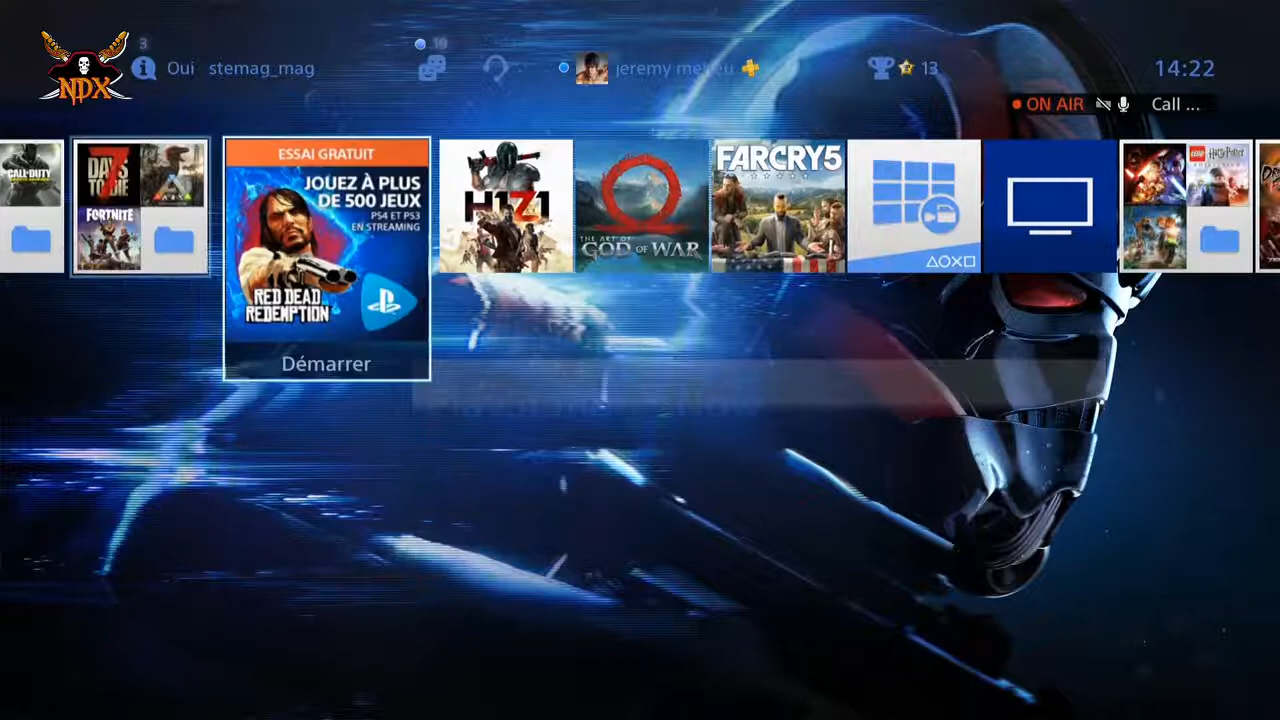 3
10
Oui stemag_mag
jeremy meheu
13
14:22
NDX
ON AIR
Call ...
CALL·DUTY
7
DAYS
TO DIE
ARK
FORTNITE
ESSAI GRATUIT
JOUEZ À PLUS
DE 500 JEUX
PS4 ET PS3
EN STREAMING
RED DEAD
REDEMPTION
Démarrer
H1Z1
THE ART OF
GOD OF WAR
FARCRY5
LEGO
Harry Potter